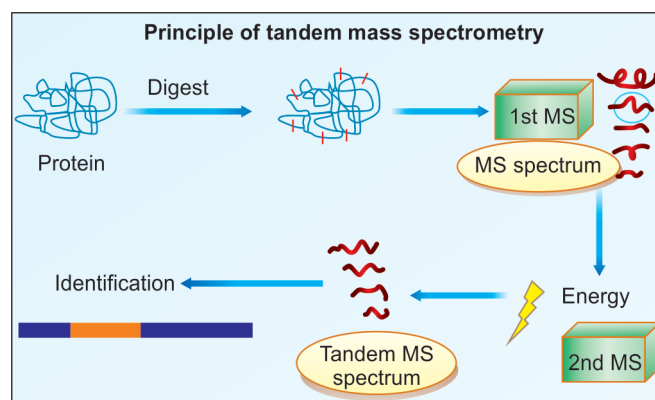 Principle of tandem mass spectrometry
Digest
Protein
1st MS
MS spectrum
Energy
2nd MS
Tandem MS
spectrum
Identification